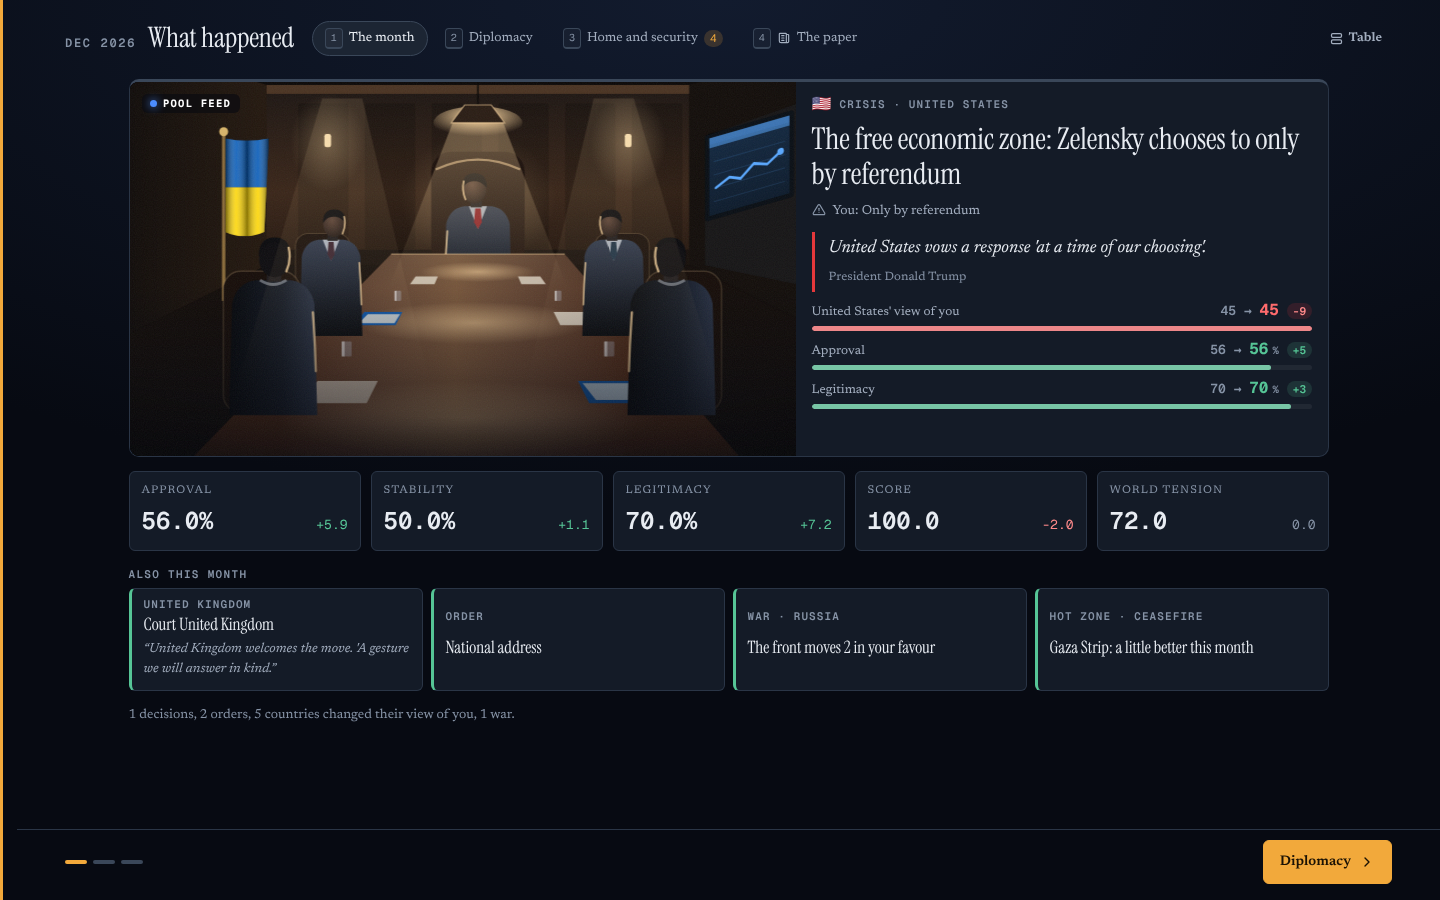 DEC 2026 What happened 1 The month 2 Diplomacy 3 Home and security 4 4 The paper Table
POOL FEED
CRISIS · UNITED STATES
The free economic zone: Zelensky chooses to only
by referendum
You: Only by referendum
United States vows a response 'at a time of our choosing'.
President Donald Trump
United States' view of you 45 → 45 -9
Approval 56 → 56 % +5
Legitimacy 70 → 70 % +3
APPROVAL
56.0% +5.9
STABILITY
50.0% +1.1
LEGITIMACY
70.0% +7.2
SCORE
100.0 -2.0
WORLD TENSION
72.0 0.0
ALSO THIS MONTH
UNITED KINGDOM
Court United Kingdom
“United Kingdom welcomes the move. 'A gesture
we will answer in kind.”
ORDER
National address
WAR · RUSSIA
The front moves 2 in your favour
HOT ZONE · CEASEFIRE
Gaza Strip: a little better this month
1 decisions, 2 orders, 5 countries changed their view of you, 1 war.
Diplomacy